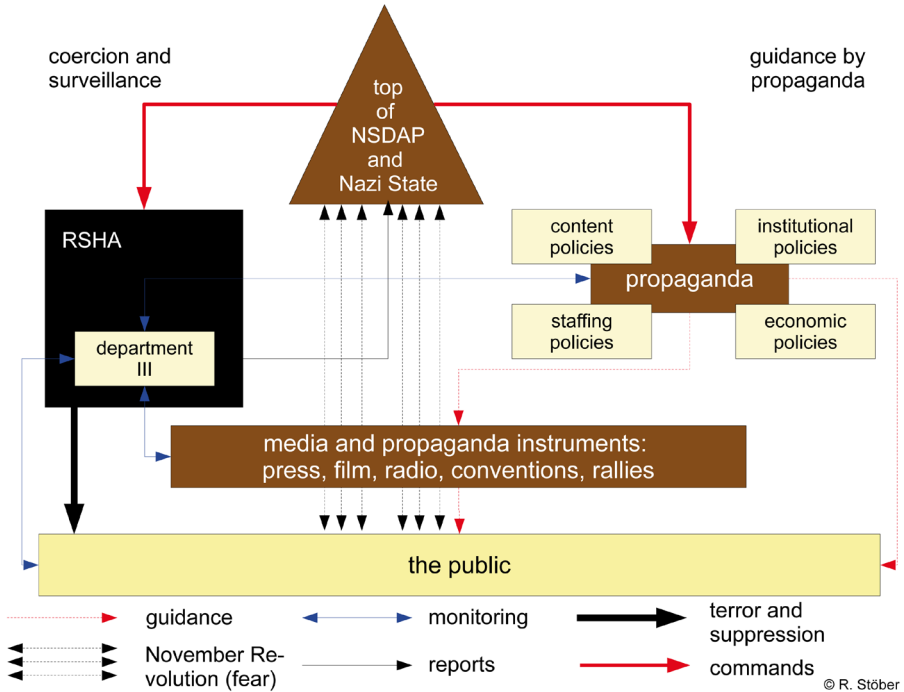 coercion and
surveillance
guidance by
propaganda
top
of
NSDAP
and
Nazi State
RSHA
department
III
content
policies
institutional
policies
propaganda
staffing
policies
economic
policies
media and propaganda instruments:
press, film, radio, conventions, rallies
the public
guidance
monitoring
terror and
suppression
November Re-
volution (fear)
reports
commands
© R. Stöber